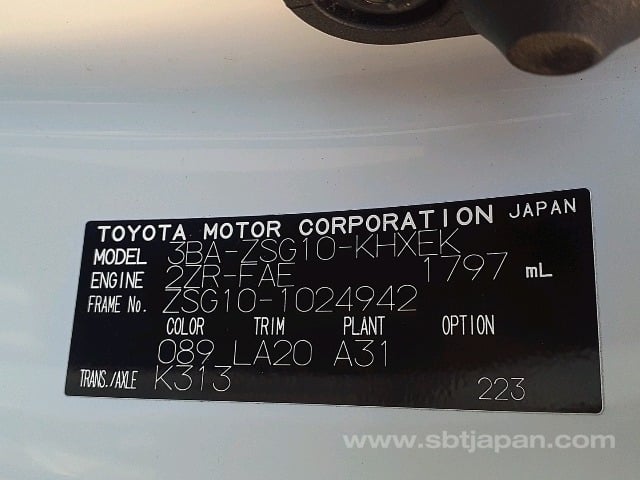 TOYOTA MOTOR CORPORATION JAPAN
MODEL 3BA-ZSG10-KHXEK
ENGINE 2ZR-FAE 1797 mL
FRAME No. ZSG10-1024942
COLOR TRIM PLANT OPTION
089 LA20 A31
TRANS./AXLE K313
223
www.sbtjapan.com